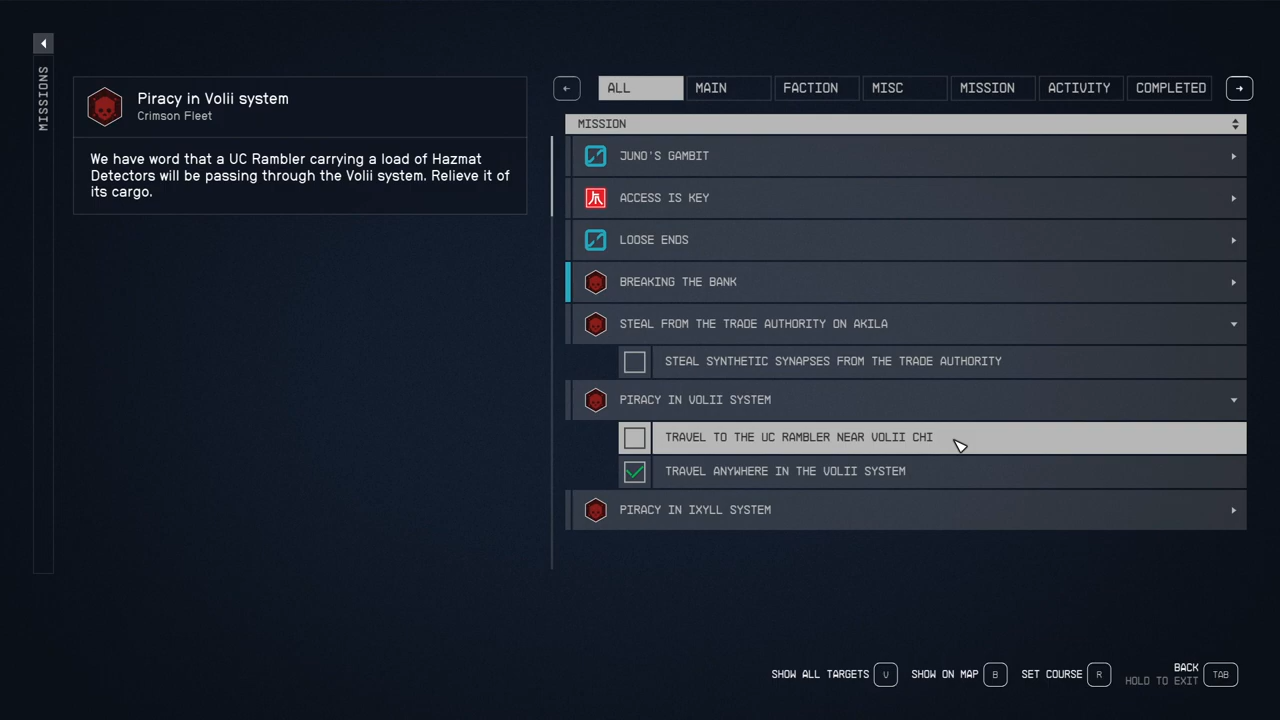 MISSIONS
Piracy in Volii system
Crimson Fleet
We have word that a UC Rambler carrying a load of Hazmat
Detectors will be passing through the Volii system. Relieve it of
its cargo.
ALL MAIN FACTION MISC MISSION ACTIVITY COMPLETED
MISSION
JUNO'S GAMBIT
ACCESS IS KEY
LOOSE ENDS
BREAKING THE BANK
STEAL FROM THE TRADE AUTHORITY ON AKILA
STEAL SYNTHETIC SYNAPSES FROM THE TRADE AUTHORITY
PIRACY IN VOLII SYSTEM
TRAVEL TO THE UC RAMBLER NEAR VOLII CHI
TRAVEL ANYWHERE IN THE VOLII SYSTEM
PIRACY IN IXYLL SYSTEM
SHOW ALL TARGETS V SHOW ON MAP B SET COURSE R BACK TAB
HOLD TO EXIT